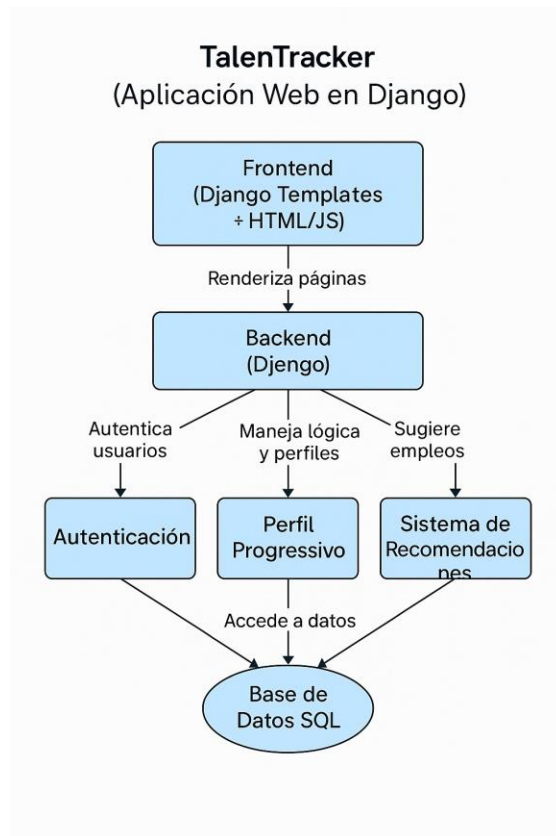 TalenTracker
(Aplicación Web en Django)
Frontend
(Django Templates
÷ HTML/JS)
Renderiza páginas
Backend
(Djengo)
Autentica
usuarios
Maneja lógica
y perfiles
Sugiere
empleos
Autenticación
Perfil
Progressivo
Sistema de
Recomendacio
nes
Accede a datos
Base de
Datos SQL